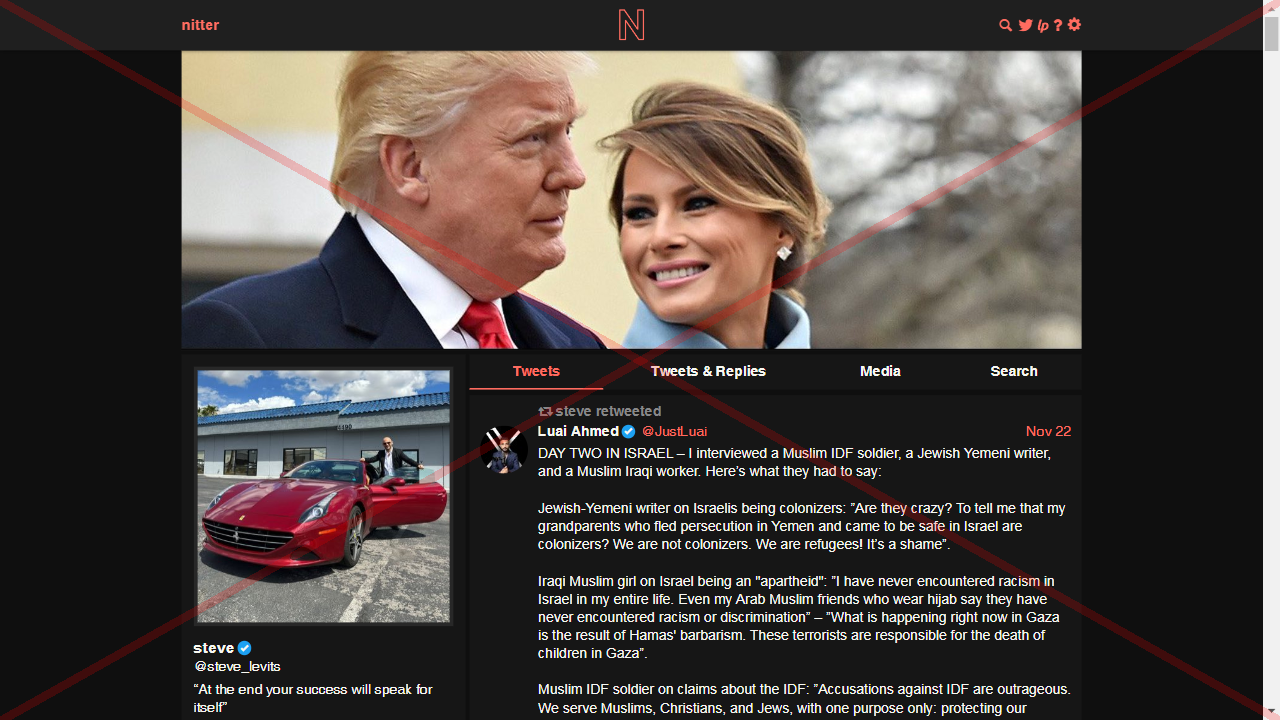 nitter
N
lp ?
Tweets
Tweets & Replies
Media
Search
steve retweeted
Luai Ahmed @JustLuai Nov 22
DAY TWO IN ISRAEL – I interviewed a Muslim IDF soldier, a Jewish Yemeni writer,
and a Muslim Iraqi worker. Here's what they had to say:
Jewish-Yemeni writer on Israelis being colonizers: ”Are they crazy? To tell me that my
grandparents who fled persecution in Yemen and came to be safe in Israel are
colonizers? We are not colonizers. We are refugees! It’s a shame”.
Iraqi Muslim girl on Israel being an "apartheid": ”I have never encountered racism in
Israel in my entire life. Even my Arab Muslim friends who wear hijab say they have
never encountered racism or discrimination” – ”What is happening right now in Gaza
is the result of Hamas' barbarism. These terrorists are responsible for the death of
children in Gaza”.
Muslim IDF soldier on claims about the IDF: ”Accusations against IDF are outrageous.
We serve Muslims, Christians, and Jews, with one purpose only: protecting our
steve
@steve_levits
“At the end your success will speak for
itself”